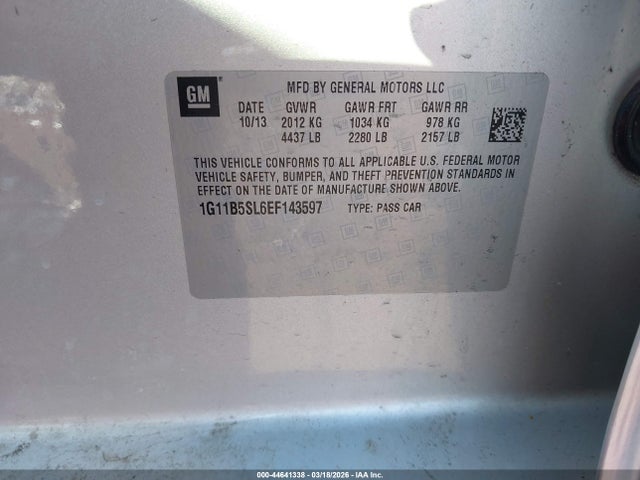 GM
MFD BY GENERAL MOTORS LLC
DATE GVWR GAWR FRT GAWR RR
10/13 2012 KG 1034 KG 978 KG
4437 LB 2280 LB 2157 LB
THIS VEHICLE CONFORMS TO ALL APPLICABLE U.S. FEDERAL MOTOR
VEHICLE SAFETY, BUMPER, AND THEFT PREVENTION STANDARDS IN
EFFECT ON THE DATE OF MANUFACTURE SHOWN ABOVE.
1G11B5SL6EF143597 TYPE: PASS CAR
000-44641338 | 03/18/2026 - IAA Inc.